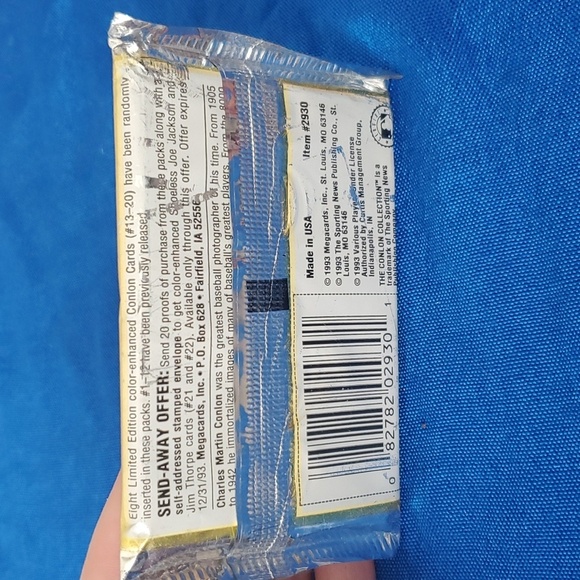 Eight Limited Edition color-enhanced Conlon Cards (#13-20) have been randomly
inserted in these packs. #1-12 have been previously released.
SEND-AWAY OFFER: Send 20 proofs of purchase from these packs along with a
self-addressed stamped envelope to get color-enhanced Shoeless Joe Jackson and
Jim Thorpe cards (#21 and #22). Available only through this offer. Offer expires
12/31/93. Megacards, Inc. • P.O. Box 628 • Fairfield, IA 52556
Charles Martin Conlon was the greatest baseball photographer of his time. From 1905
to 1942 he immortalized images of many of baseball's greatest players. From the 8000
Made in USA
Item #2930
© 1993 Megacards, Inc., St. Louis, MO 63146
© 1993 The Sporting News Publishing Co., St.
Louis, MO 63146
© 1993 Various Players under License
Authorized by Curtis Management Group,
Indianapolis, IN
THE CONLON COLLECTION™ is a
trademark of The Sporting News
Publishing Company
0 82782 02930 1